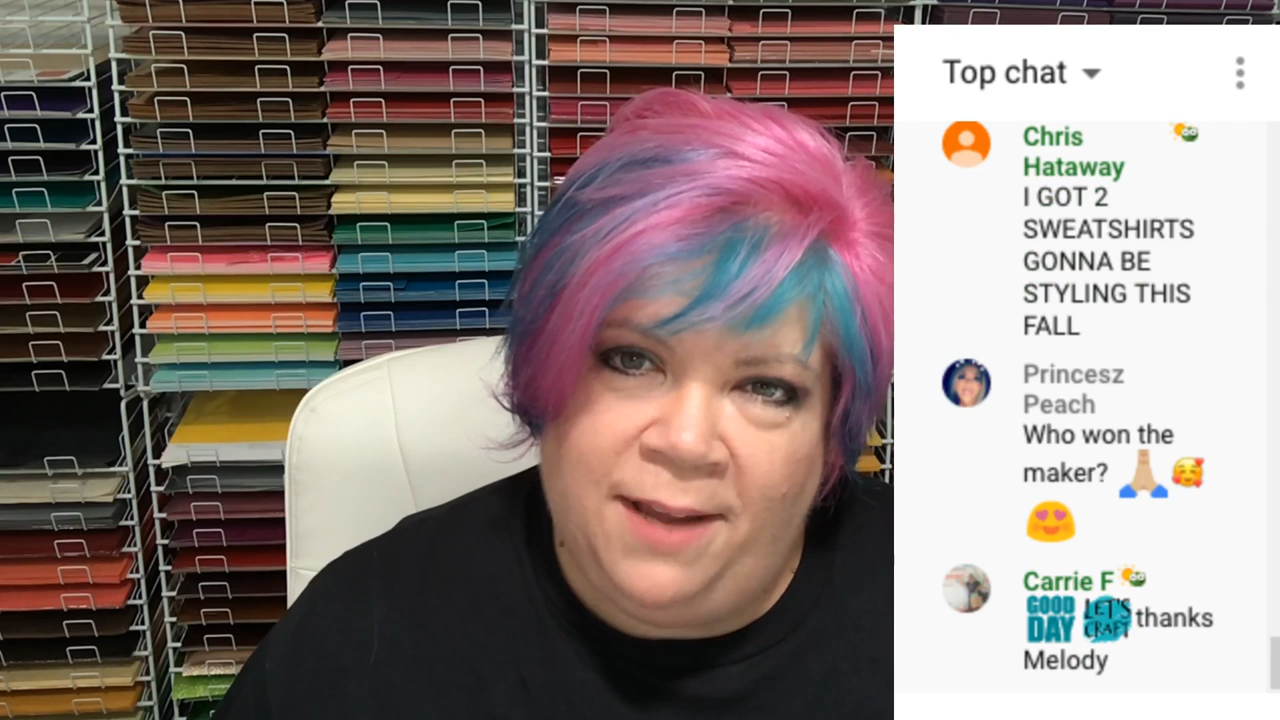 Top chat
Chris
Hataway
I GOT 2
SWEATSHIRTS
GONNA BE
STYLING THIS
FALL
Princesz
Peach
Who won the
maker?
Carrie F
GOOD DAY LET'S CRAFT thanks
Melody